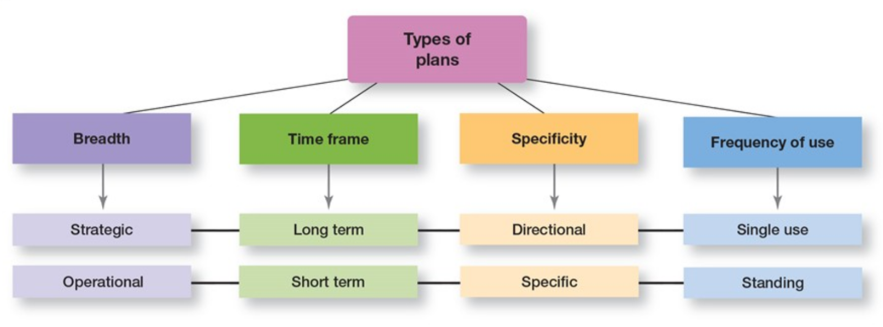 Types of
plans
Breadth
Time frame
Specificity
Frequency of use
Strategic
Long term
Directional
Single use
Operational
Short term
Specific
Standing